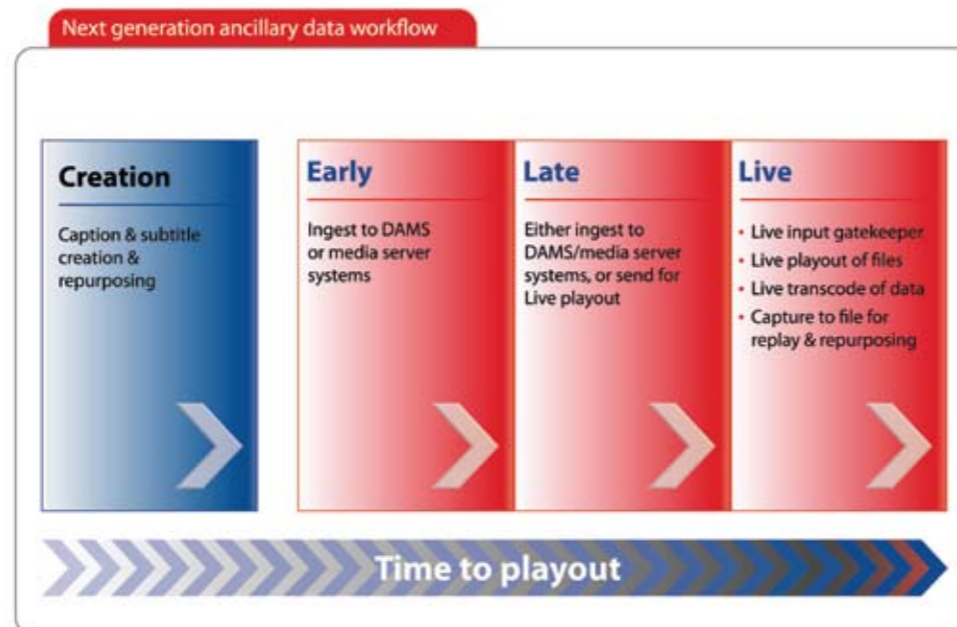 Next generation ancillary data workflow
Creation
Caption & subtitle
creation &
repurposing
Early
Ingest to DAMS
or media server
systems
Late
Either ingest to
DAMS/media server
systems, or send for
Live playout
Live
• Live input gatekeeper
• Live playout of files
• Live transcode of data
• Capture to file for
replay & repurposing
Time to playout